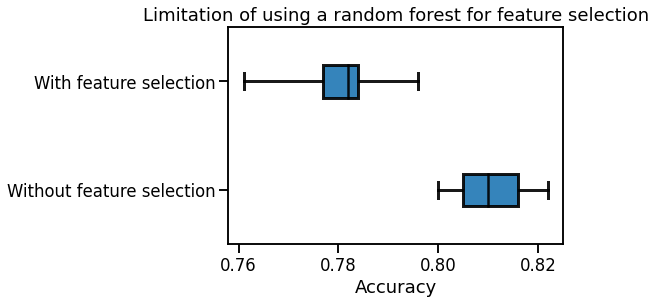 Limitation of using a random forest for feature selection
With feature selection
Without feature selection
0.76 0.78 0.80 0.82
Accuracy